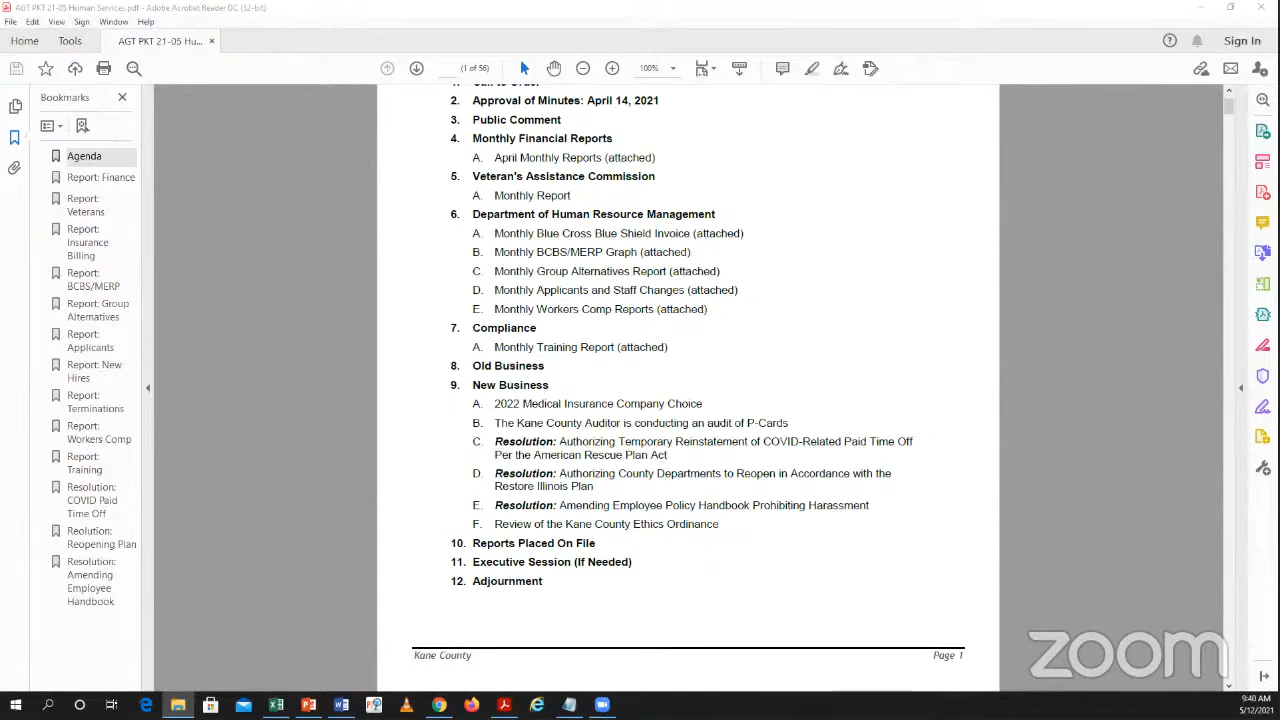 AGT PKT 21-05 Human Services.pdf - Adobe Acrobat Reader DC (32-bit)
File Edit View Sign Window Help
Home Tools AGT PKT 21-05 Hu... × Sign In
(1 of 56) 100%
Bookmarks
Agenda
Report: Finance
Report:
Veterans
Report:
Insurance
Billing
Report:
BCBS/MERP
Report: Group
Alternatives
Report:
Applicants
Report: New
Hires
Report:
Terminations
Report:
Workers Comp
Report:
Training
Resolution:
COVID Paid
Time Off
Reolution:
Reopening Plan
Resolution:
Amending
Employee
Handbook
2. Approval of Minutes: April 14, 2021
3. Public Comment
4. Monthly Financial Reports
A. April Monthly Reports (attached)
5. Veteran's Assistance Commission
A. Monthly Report
6. Department of Human Resource Management
A. Monthly Blue Cross Blue Shield Invoice (attached)
B. Monthly BCBS/MERP Graph (attached)
C. Monthly Group Alternatives Report (attached)
D. Monthly Applicants and Staff Changes (attached)
E. Monthly Workers Comp Reports (attached)
7. Compliance
A. Monthly Training Report (attached)
8. Old Business
9. New Business
A. 2022 Medical Insurance Company Choice
B. The Kane County Auditor is conducting an audit of P-Cards
C. Resolution: Authorizing Temporary Reinstatement of COVID-Related Paid Time Off
Per the American Rescue Plan Act
D. Resolution: Authorizing County Departments to Reopen in Accordance with the
Restore Illinois Plan
E. Resolution: Amending Employee Policy Handbook Prohibiting Harassment
F. Review of the Kane County Ethics Ordinance
10. Reports Placed On File
11. Executive Session (If Needed)
12. Adjournment
Kane County Page 1
zoom
9:40 AM
5/12/2021